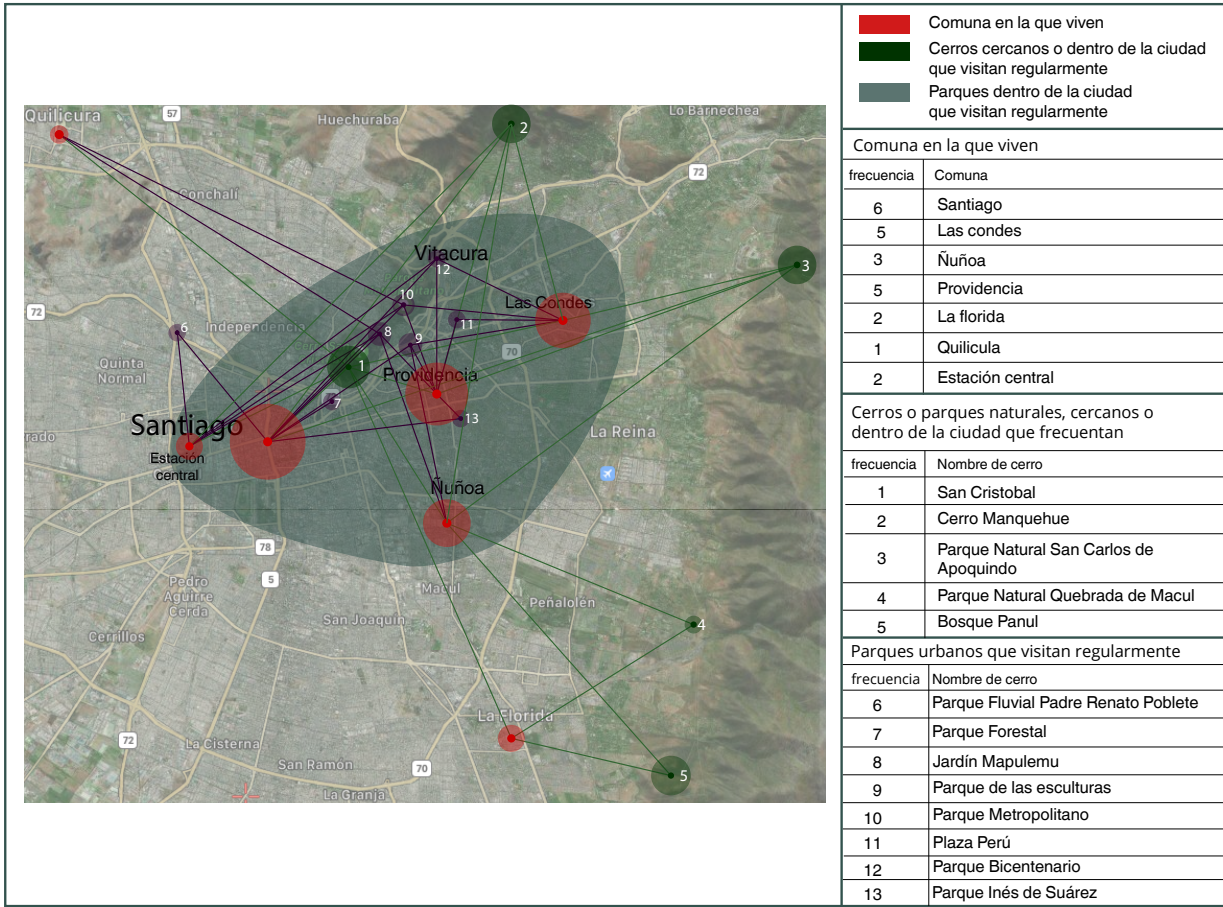 Quilicura
57
Huechuraba
Lo Barnechea
2
72
Conchalí
Vitacura
12
3
10
Las Condes
72
6
Independencia
8
11
9
70
Quinta
Normal
1
Providencia
7
Santiago
13
La Reina
Estación
central
Ñuñoa
78
5
Pedro
Aguirre
Cerda
Macul
Peñalolen
San Joaquin
4
Cerrillos
La Florida
72
La Cisterna
San Ramón
70
5
La Granja
Comuna en la que viven
Cerros cercanos o dentro de la ciudad
que visitan regularmente
Parques dentro de la ciudad
que visitan regularmente
Comuna en la que viven
frecuencia Comuna
6 Santiago
5 Las condes
3 Ñuñoa
5 Providencia
2 La florida
1 Quilicula
2 Estación central
Cerros o parques naturales, cercanos o
dentro de la ciudad que frecuentan
frecuencia Nombre de cerro
1 San Cristobal
2 Cerro Manquehue
3 Parque Natural San Carlos de
Apoquindo
4 Parque Natural Quebrada de Macul
5 Bosque Panul
Parques urbanos que visitan regularmente
frecuencia Nombre de cerro
6 Parque Fluvial Padre Renato Poblete
7 Parque Forestal
8 Jardín Mapulemu
9 Parque de las esculturas
10 Parque Metropolitano
11 Plaza Perú
12 Parque Bicentenario
13 Parque Inés de Suárez